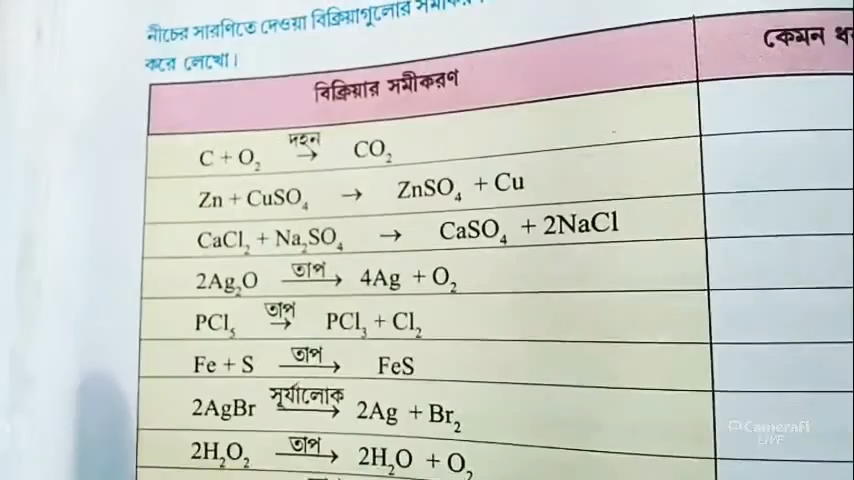 নীচের সারণিতে দেওয়া বিক্রিয়াগুলোর
করে লেখো।
বিক্রিয়ার সমীকরণ
কেমন
C + O₂ দহন→ CO₂
Zn + CuSO₄ → ZnSO₄ + Cu
CaCl₂ + Na₂SO₄ → CaSO₄ + 2NaCl
2Ag₂O তাপ→ 4Ag + O₂
PCl₅ তাপ→ PCl₃ + Cl₂
Fe + S তাপ→ FeS
2AgBr সূর্যালোক→ 2Ag + Br₂
2H₂O₂ তাপ→ 2H₂O + O₂
CameraFi
LIVE